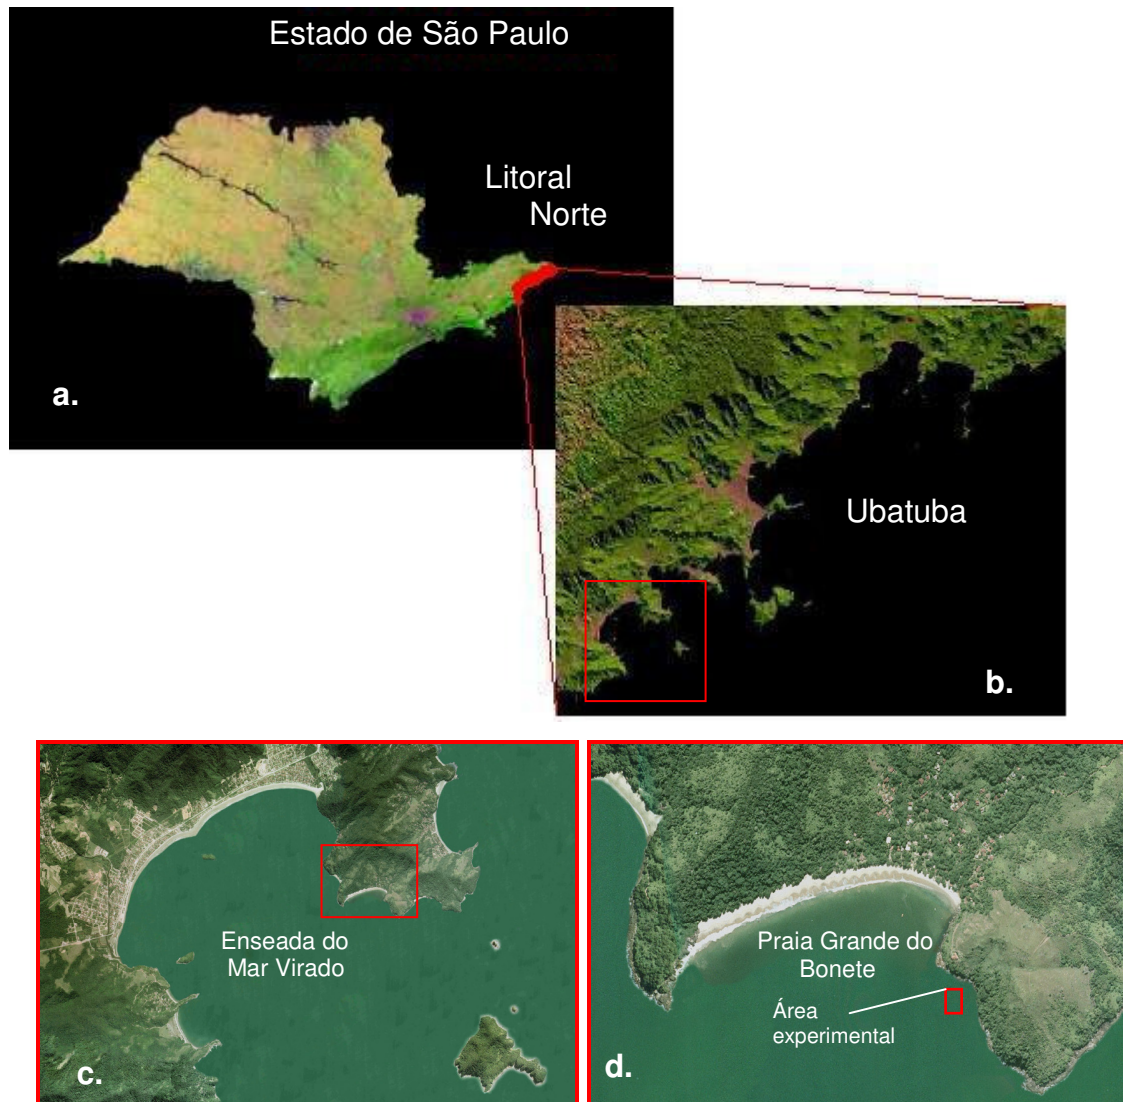 Estado de São Paulo
Litoral
Norte
a.
Ubatuba
b.
Enseada do
Mar Virado
c.
Praia Grande do
Bonete
Área
experimental
d.